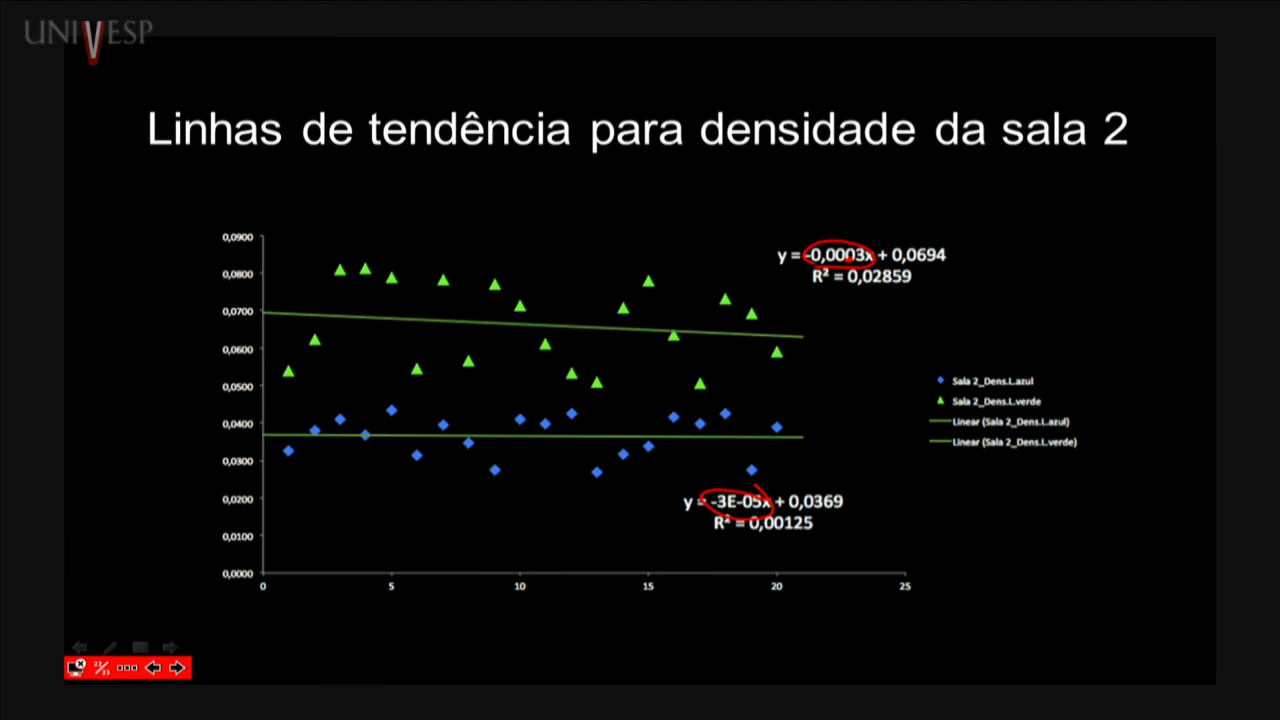 UNIVESP
Linhas de tendência para densidade da sala 2
0,0900
0,0800
0,0700
0,0600
0,0500
0,0400
0,0300
0,0200
0,0100
0,0000
0 5 10 15 20 25
y = -0,0003x + 0,0694
R² = 0,02859
Sala 2_Dens.L.azul
Sala 2_Dens.L.verde
Linear (Sala 2_Dens.L.azul)
Linear (Sala 2_Dens.L.verde)
y = -3E-05x + 0,0369
R² = 0,00125